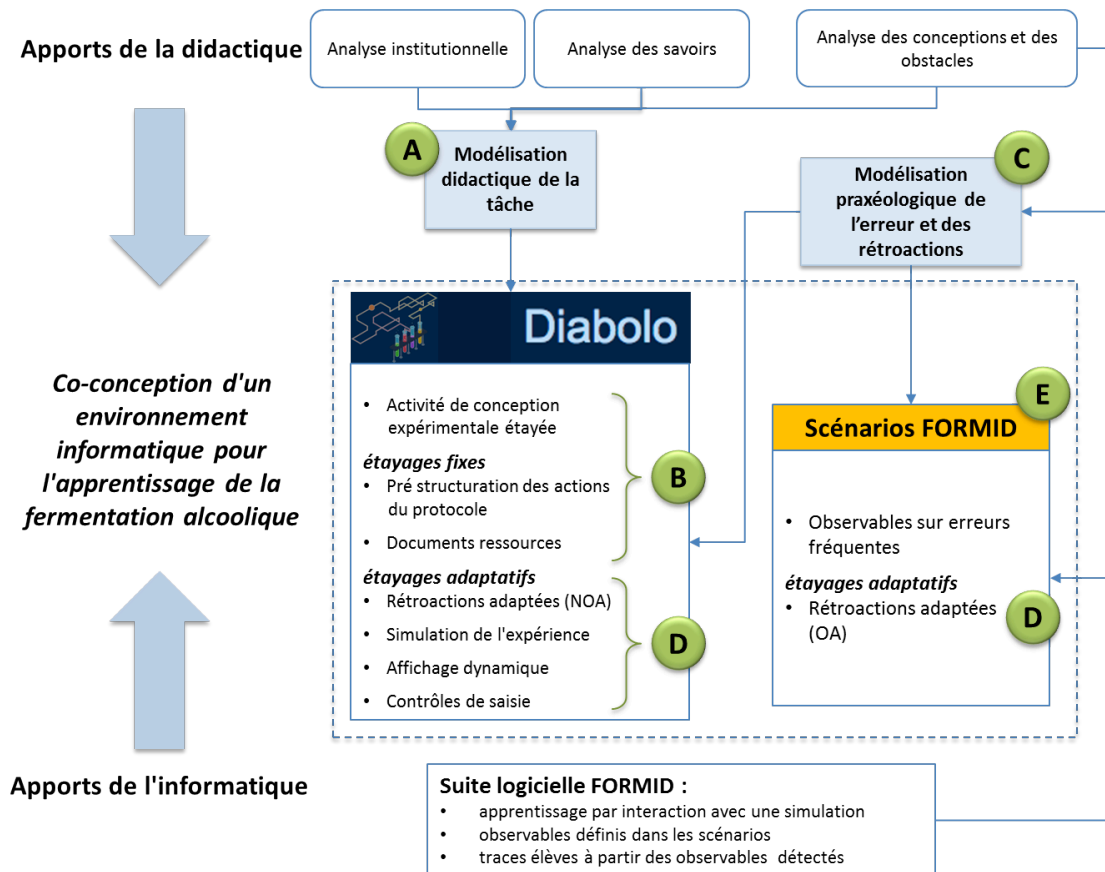 Apports de la didactique
Analyse institutionnelle
Analyse des savoirs
Analyse des conceptions et des
obstacles
A
Modélisation
didactique de la
tâche
C
Modélisation
praxéologique de
l'erreur et des
rétroactions
Co-conception d'un
environnement
informatique pour
l'apprentissage de la
fermentation alcoolique
Diabolo
• Activité de conception
expérimentale étayée
étayages fixes
• Pré structuration des actions
du protocole
• Documents ressources
B
étayages adaptatifs
• Rétroactions adaptées (NOA)
• Simulation de l'expérience
• Affichage dynamique
• Contrôles de saisie
D
E
Scénarios FORMID
• Observables sur erreurs
fréquentes
étayages adaptatifs
• Rétroactions adaptées
(OA)
D
Apports de l'informatique
Suite logicielle FORMID :
• apprentissage par interaction avec une simulation
• observables définis dans les scénarios
• traces élèves à partir des observables détectés